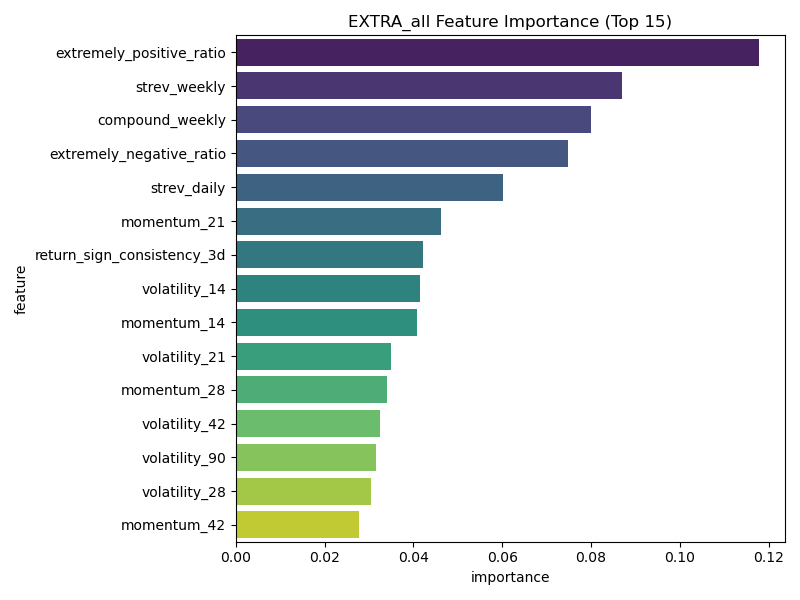 EXTRA_all Feature Importance (Top 15)
extremely_positive_ratio
strev_weekly
compound_weekly
extremely_negative_ratio
strev_daily
momentum_21
return_sign_consistency_3d
volatility_14
momentum_14
volatility_21
momentum_28
volatility_42
volatility_90
volatility_28
momentum_42
feature
0.00 0.02 0.04 0.06 0.08 0.10 0.12
importance